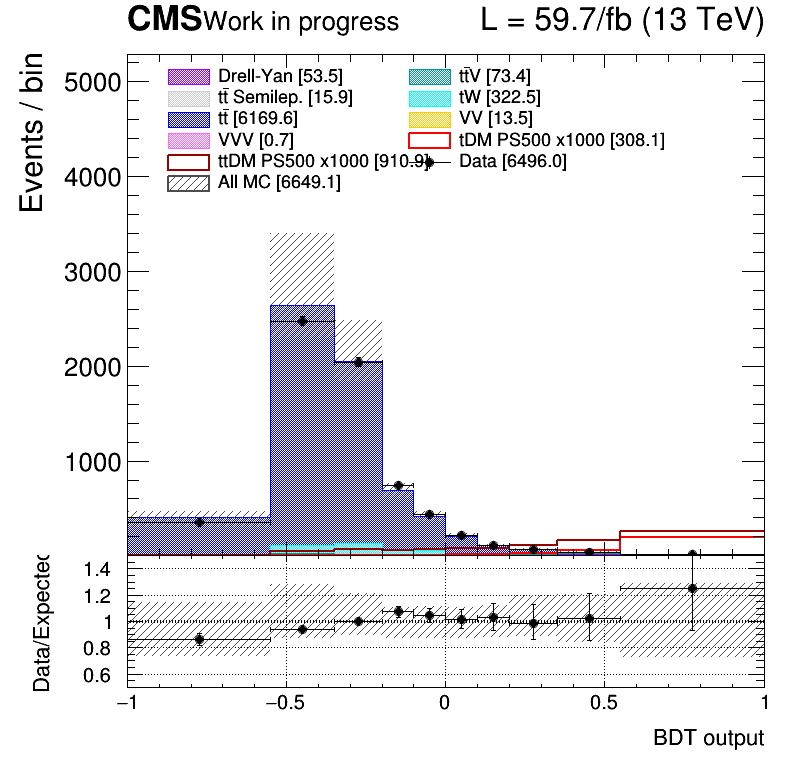 CMS Work in progress L = 59.7/fb (13 TeV)
Events / bin
5000
4000
3000
2000
1000
Drell-Yan [53.5]
tt̄V [73.4]
tt̄ Semilep. [15.9]
tW [322.5]
tt̄ [6169.6]
VV [13.5]
VVV [0.7]
tDM PS500 x1000 [308.1]
ttDM PS500 x1000 [910.9]
Data [6496.0]
All MC [6649.1]
Data/Expected
1.4
1.2
1
0.8
0.6
−1 −0.5 0 0.5 1
BDT output